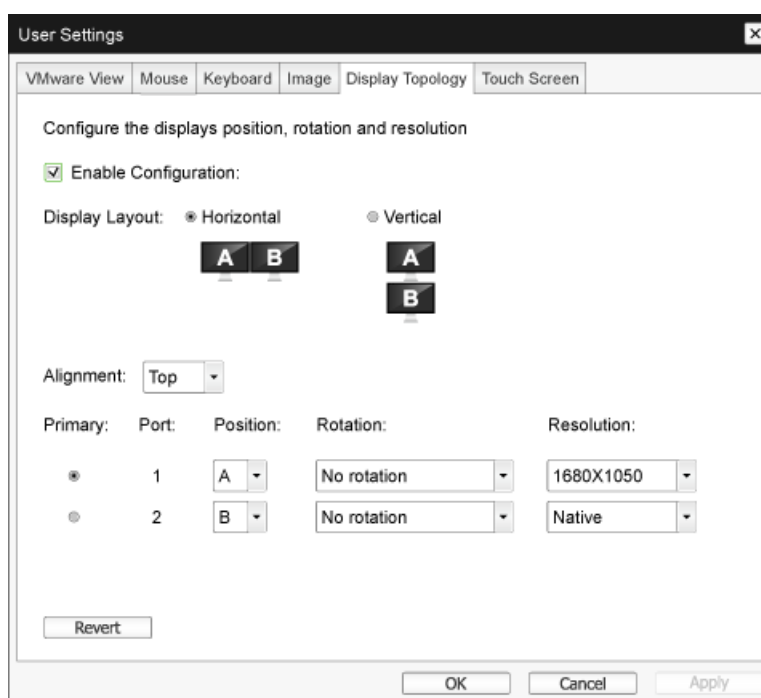 User Settings
VMware View Mouse Keyboard Image Display Topology Touch Screen
Configure the displays position, rotation and resolution
Enable Configuration:
Display Layout: Horizontal Vertical
A B A
B
Alignment: Top
Primary: Port: Position: Rotation: Resolution:
1 A No rotation 1680X1050
2 B No rotation Native
Revert
OK Cancel Apply